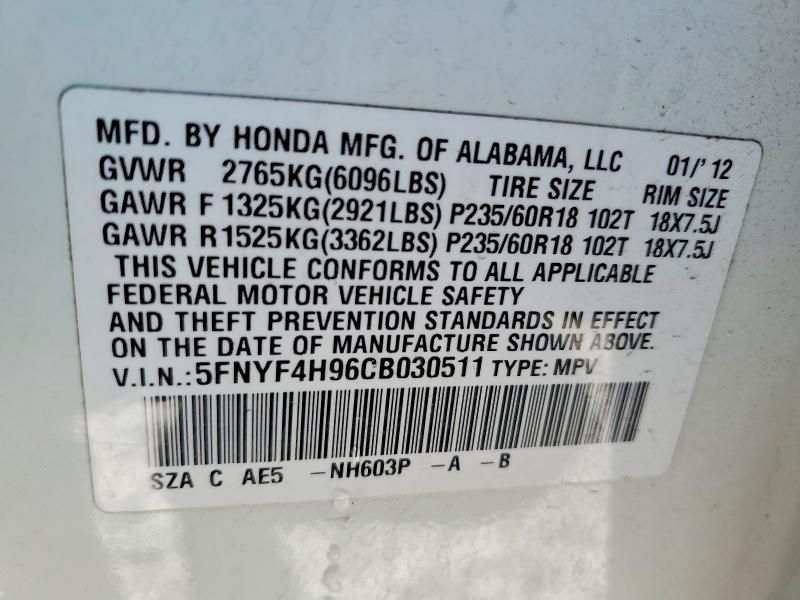 MFD. BY HONDA MFG. OF ALABAMA, LLC 01/'12
GVWR 2765KG(6096LBS) TIRE SIZE RIM SIZE
GAWR F 1325KG(2921LBS) P235/60R18 102T 18X7.5J
GAWR R 1525KG(3362LBS) P235/60R18 102T 18X7.5J
THIS VEHICLE CONFORMS TO ALL APPLICABLE
FEDERAL MOTOR VEHICLE SAFETY
AND THEFT PREVENTION STANDARDS IN EFFECT
ON THE DATE OF MANUFACTURE SHOWN ABOVE.
V.I.N.:5FNYF4H96CB030511 TYPE: MPV
SZA C AE5 -NH603P -A -B